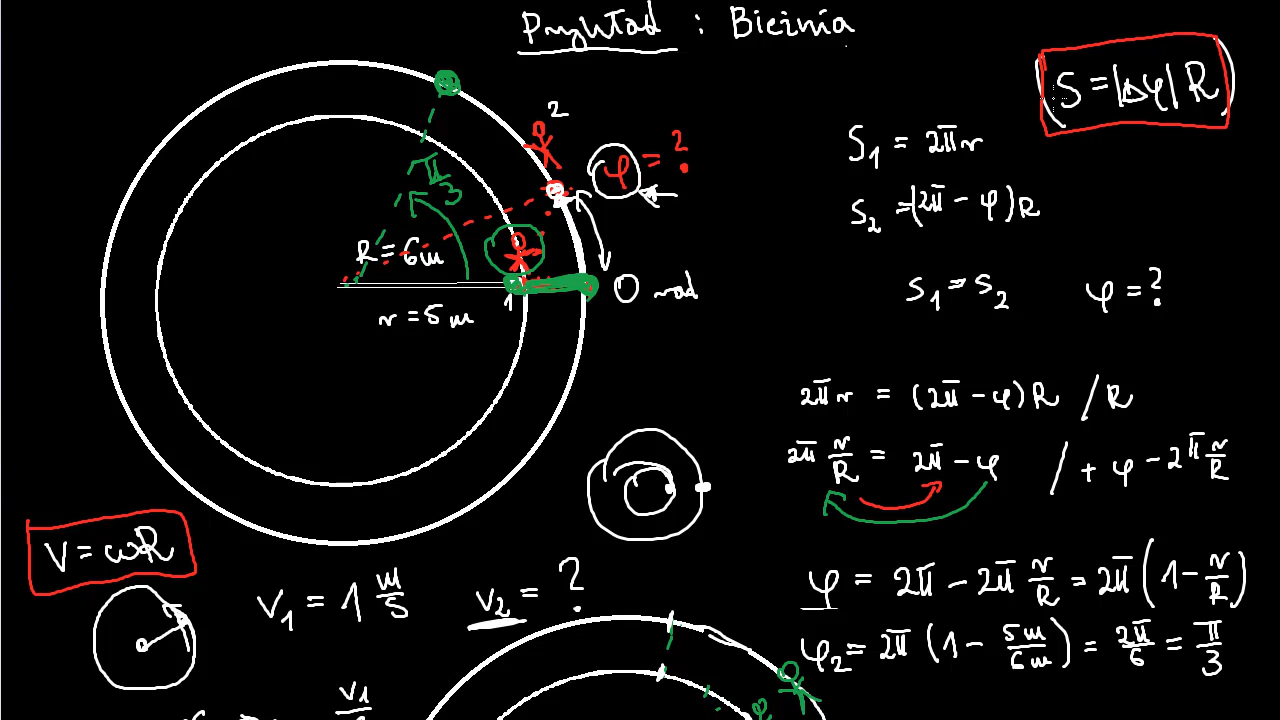 Przykład : Bieżnia
S = |Δφ| R
2
φ = ?
π/3
R = 6m
1
0 rad
r = 5m
S₁ = 2πr
S₂ = (2π - φ)R
S₁ = S₂ φ = ?
2πr = (2π - φ)R / R
2π r/R = 2π - φ / + φ - 2π r/R
φ = 2π - 2π r/R = 2π (1 - r/R)
φ₂ = 2π (1 - 5m/6m) = 2π/6 = π/3
V = ωR
V₁ = 1 m/s V₂ = ?
V₁
φ